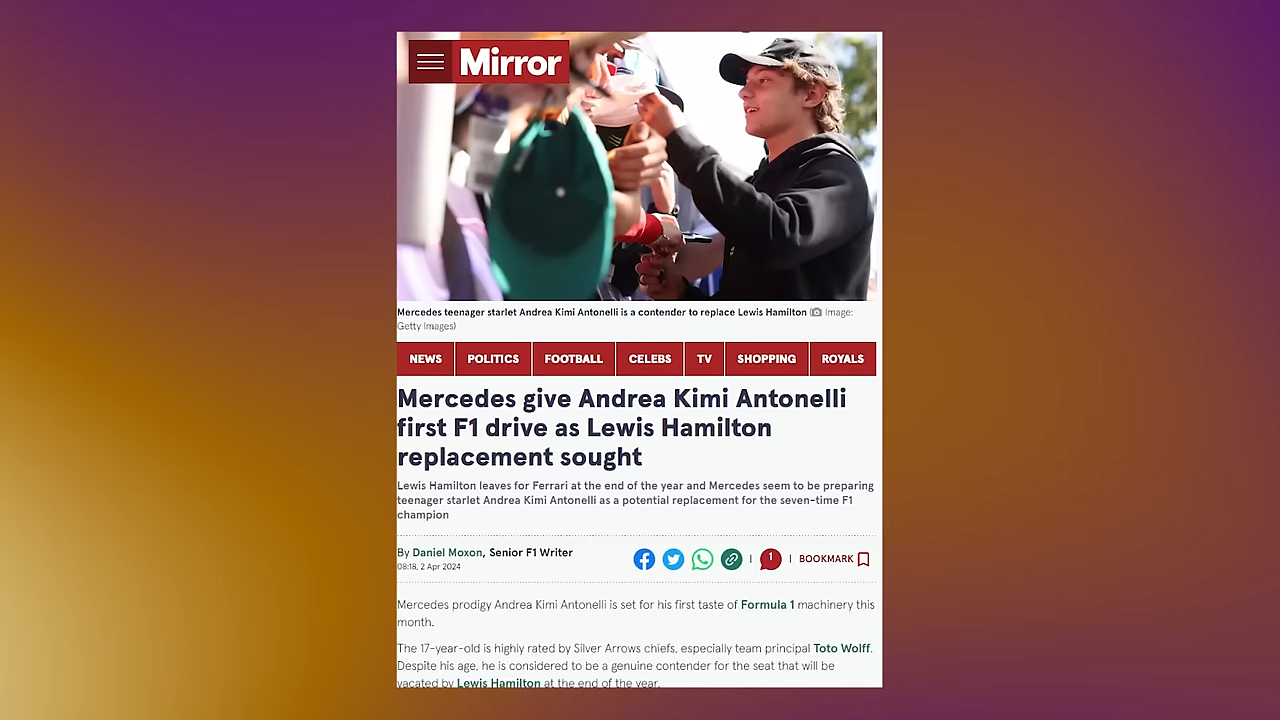 Mirror
Mercedes teenager starlet Andrea Kimi Antonelli is a contender to replace Lewis Hamilton (Image:
Getty Images)
NEWS POLITICS FOOTBALL CELEBS TV SHOPPING ROYALS
Mercedes give Andrea Kimi Antonelli
first F1 drive as Lewis Hamilton
replacement sought
Lewis Hamilton leaves for Ferrari at the end of the year and Mercedes seem to be preparing
teenager starlet Andrea Kimi Antonelli as a potential replacement for the seven-time F1
champion
By Daniel Moxon, Senior F1 Writer
08:18, 2 Apr 2024
1
BOOKMARK
Mercedes prodigy Andrea Kimi Antonelli is set for his first taste of Formula 1 machinery this
month.
The 17-year-old is highly rated by Silver Arrows chiefs, especially team principal Toto Wolff.
Despite his age, he is considered to be a genuine contender for the seat that will be
vacated by Lewis Hamilton at the end of the year.